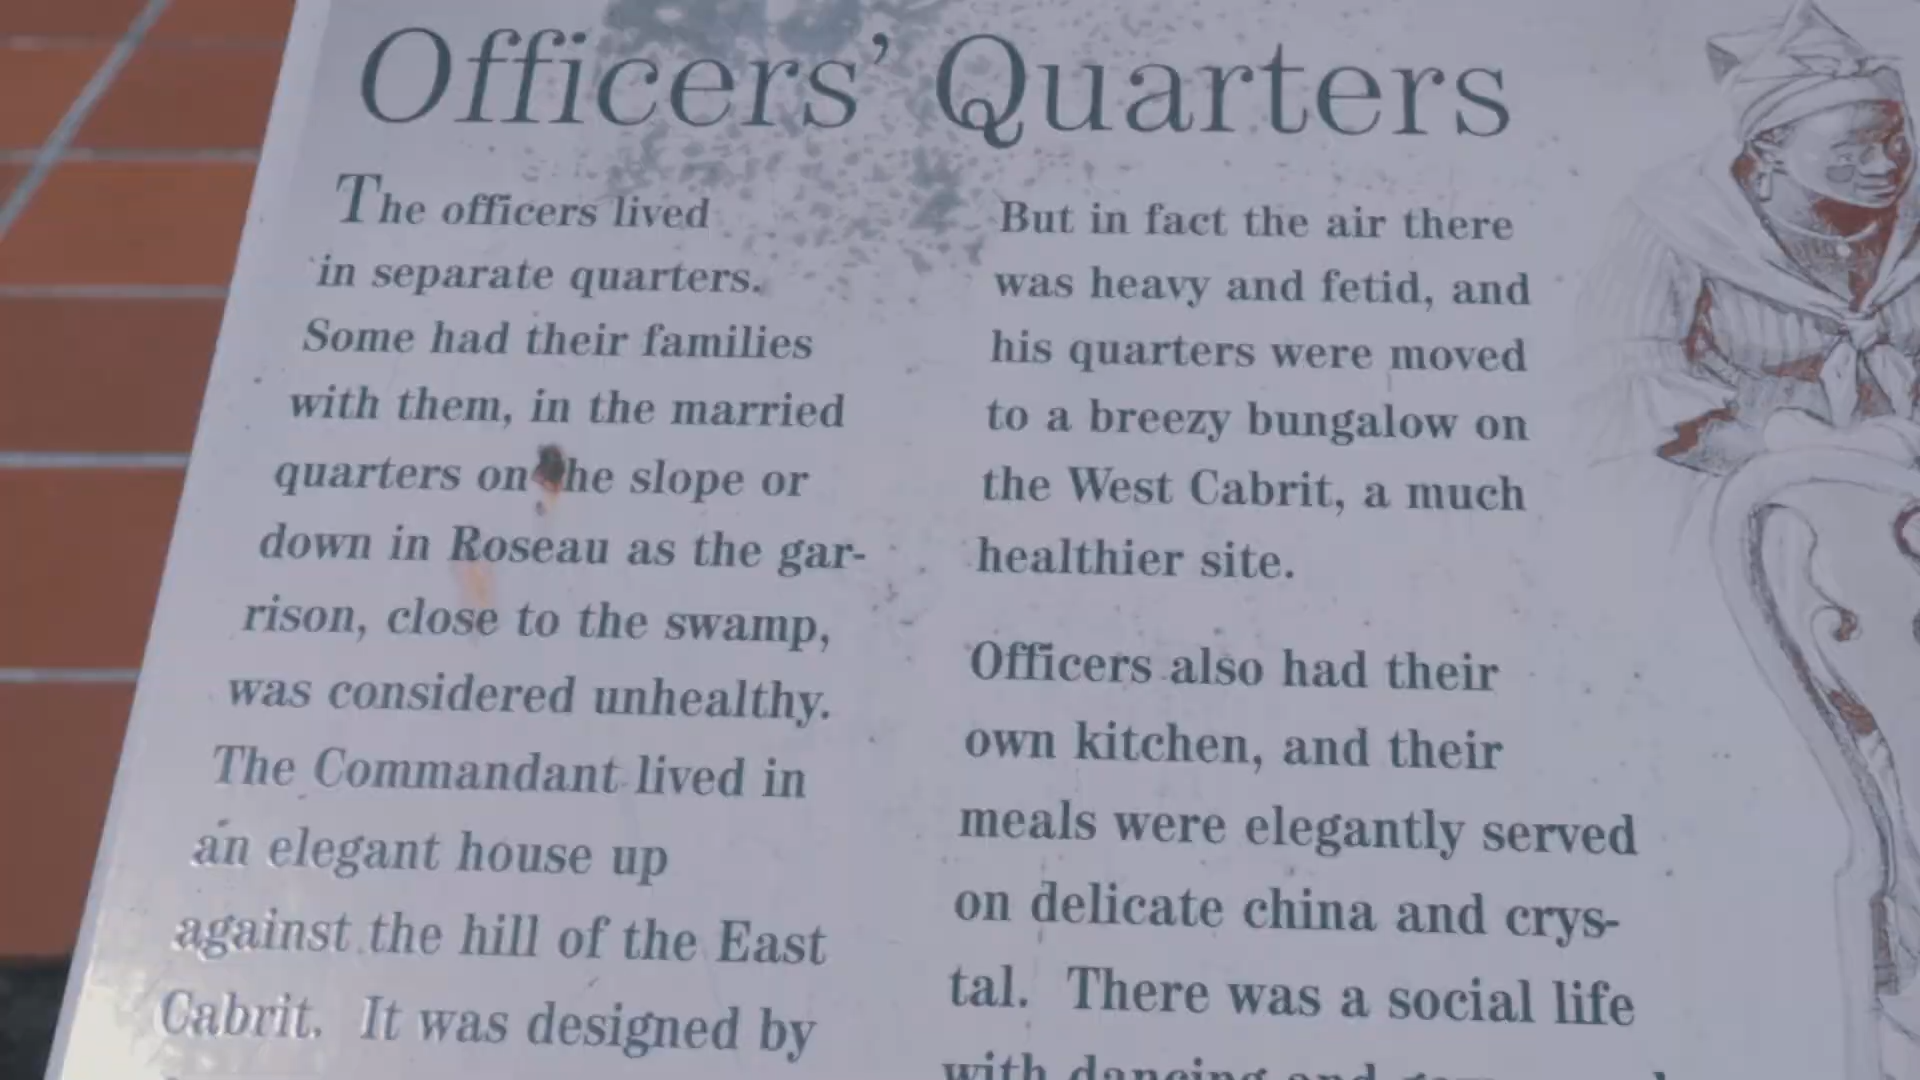 Officers’ Quarters
The officers lived
in separate quarters.
Some had their families
with them, in the married
quarters on the slope or
down in Roseau as the gar-
rison, close to the swamp,
was considered unhealthy.
The Commandant lived in
an elegant house up
against the hill of the East
Cabrit. It was designed by
But in fact the air there
was heavy and fetid, and
his quarters were moved
to a breezy bungalow on
the West Cabrit, a much
healthier site.
Officers also had their
own kitchen, and their
meals were elegantly served
on delicate china and crys-
tal. There was a social life
with dancing and